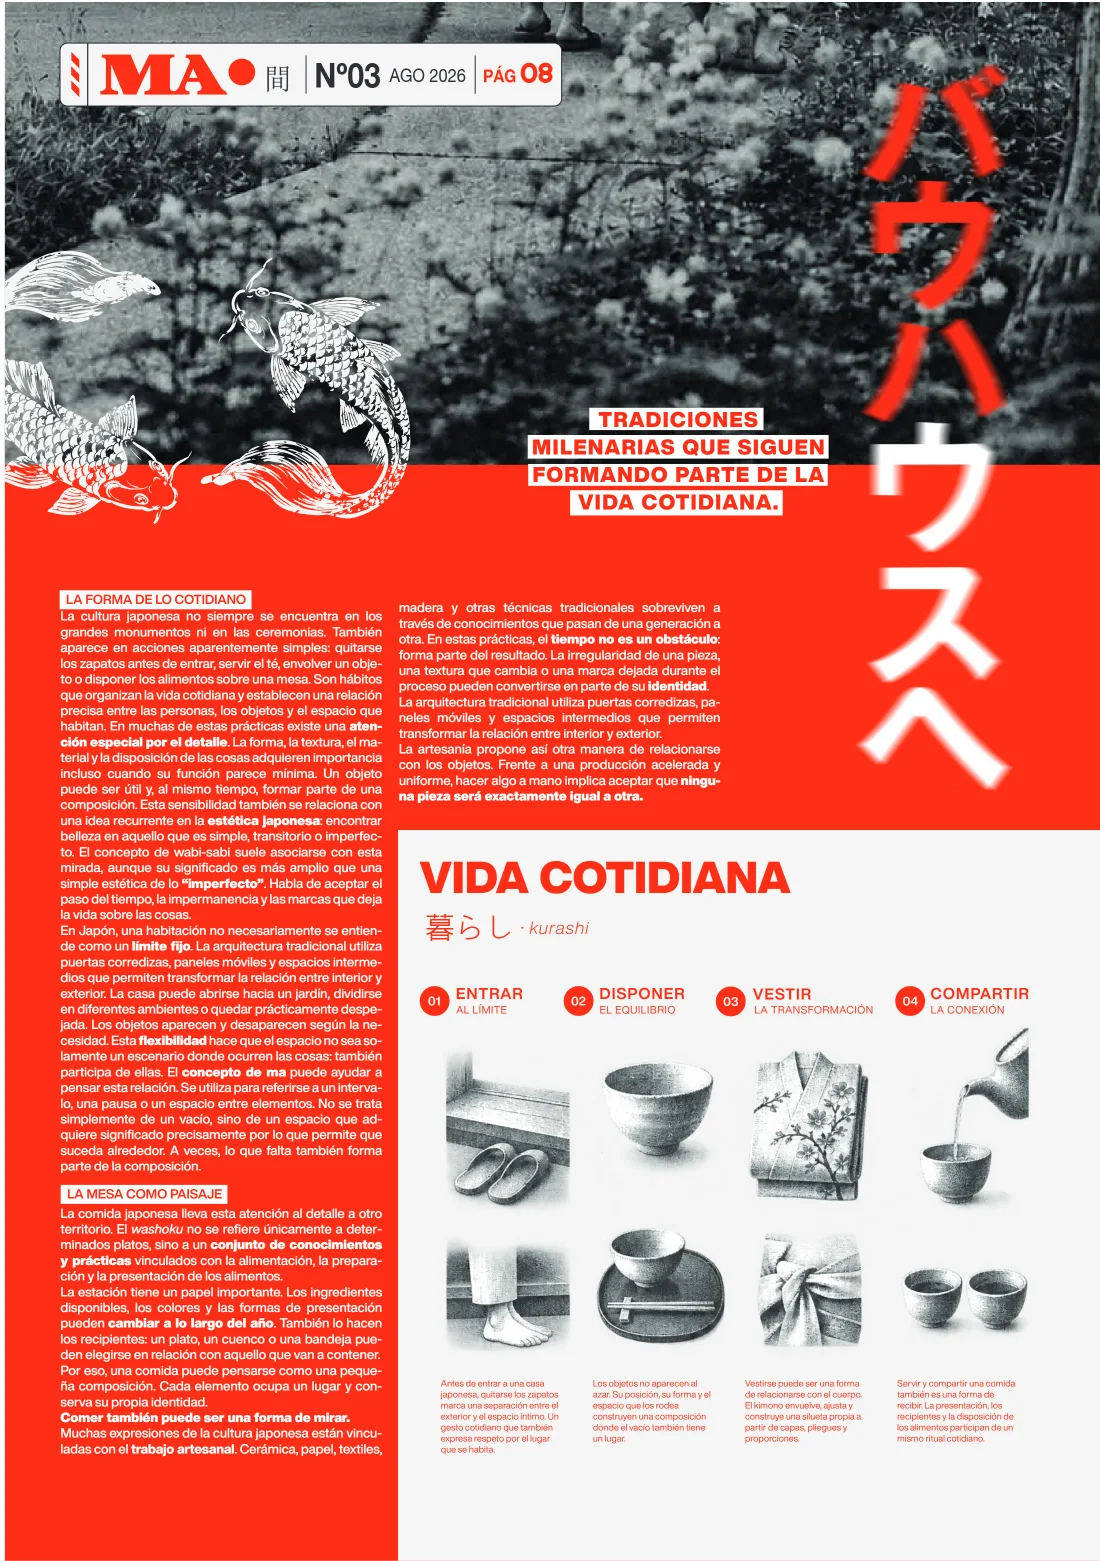 MA● 間 Nº03 AGO 2026 PÁG 08
バウハウスへ
TRADICIONES
MILENARIAS QUE SIGUEN
FORMANDO PARTE DE LA
VIDA COTIDIANA.
LA FORMA DE LO COTIDIANO
La cultura japonesa no siempre se encuentra en los
grandes monumentos ni en las ceremonias. También
aparece en acciones aparentemente simples: quitarse
los zapatos antes de entrar, servir el té, envolver un obje-
to o disponer los alimentos sobre una mesa. Son hábitos
que organizan la vida cotidiana y establecen una relación
precisa entre las personas, los objetos y el espacio que
habitan. En muchas de estas prácticas existe una aten-
ción especial por el detalle. La forma, la textura, el ma-
terial y la disposición de las cosas adquieren importancia
incluso cuando su función parece mínima. Un objeto
puede ser útil y, al mismo tiempo, formar parte de una
composición. Esta sensibilidad también se relaciona con
una idea recurrente en la estética japonesa: encontrar
belleza en aquello que es simple, transitorio o imperfec-
to. El concepto de wabi-sabi suele asociarse con esta
mirada, aunque su significado es más amplio que una
simple estética de lo “imperfecto”. Habla de aceptar el
paso del tiempo, la impermanencia y las marcas que deja
la vida sobre las cosas.
En Japón, una habitación no necesariamente se entien-
de como un límite fijo. La arquitectura tradicional utiliza
puertas corredizas, paneles móviles y espacios interme-
dios que permiten transformar la relación entre interior y
exterior. La casa puede abrirse hacia un jardín, dividirse
en diferentes ambientes o quedar prácticamente despe-
jada. Los objetos aparecen y desaparecen según la ne-
cesidad. Esta flexibilidad hace que el espacio no sea so-
lamente un escenario donde ocurren las cosas: también
participa de ellas. El concepto de ma puede ayudar a
pensar esta relación. Se utiliza para referirse a un interva-
lo, una pausa o un espacio entre elementos. No se trata
simplemente de un vacío, sino de un espacio que ad-
quiere significado precisamente por lo que permite que
suceda alrededor. A veces, lo que falta también forma
parte de la composición.
LA MESA COMO PAISAJE
La comida japonesa lleva esta atención al detalle a otro
territorio. El washoku no se refiere únicamente a deter-
minados platos, sino a un conjunto de conocimientos
y prácticas vinculados con la alimentación, la prepara-
ción y la presentación de los alimentos.
La estación tiene un papel importante. Los ingredientes
disponibles, los colores y las formas de presentación
pueden cambiar a lo largo del año. También lo hacen
los recipientes: un plato, un cuenco o una bandeja pue-
den elegirse en relación con aquello que van a contener.
Por eso, una comida puede pensarse como una peque-
ña composición. Cada elemento ocupa un lugar y con-
serva su propia identidad.
Comer también puede ser una forma de mirar.
Muchas expresiones de la cultura japonesa están vincu-
ladas con el trabajo artesanal. Cerámica, papel, textiles,
madera y otras técnicas tradicionales sobreviven a
través de conocimientos que pasan de una generación a
otra. En estas prácticas, el tiempo no es un obstáculo:
forma parte del resultado. La irregularidad de una pieza,
una textura que cambia o una marca dejada durante el
proceso pueden convertirse en parte de su identidad.
La arquitectura tradicional utiliza puertas corredizas, pa-
neles móviles y espacios intermedios que permiten
transformar la relación entre interior y exterior.
La artesanía propone así otra manera de relacionarse
con los objetos. Frente a una producción acelerada y
uniforme, hacer algo a mano implica aceptar que ningu-
na pieza será exactamente igual a otra.
VIDA COTIDIANA
暮らし · kurashi
01 ENTRAR
AL LÍMITE
02 DISPONER
EL EQUILIBRIO
03 VESTIR
LA TRANSFORMACIÓN
04 COMPARTIR
LA CONEXIÓN
Antes de entrar a una casa
japonesa, quitarse los zapatos
marca una separación entre el
exterior y el espacio íntimo. Un
gesto cotidiano que también
expresa respeto por el lugar
que se habita.
Los objetos no aparecen al
azar. Su posición, su forma y el
espacio que los rodea
construyen una composición
donde el vacío también tiene
un lugar.
Vestirse puede ser una forma
de relacionarse con el cuerpo.
El kimono envuelve, ajusta y
construye una silueta propia a
partir de capas, pliegues y
proporciones.
Servir y compartir una comida
también es una forma de
recibir. La presentación, los
recipientes y la disposición de
los alimentos participan de un
mismo ritual cotidiano.